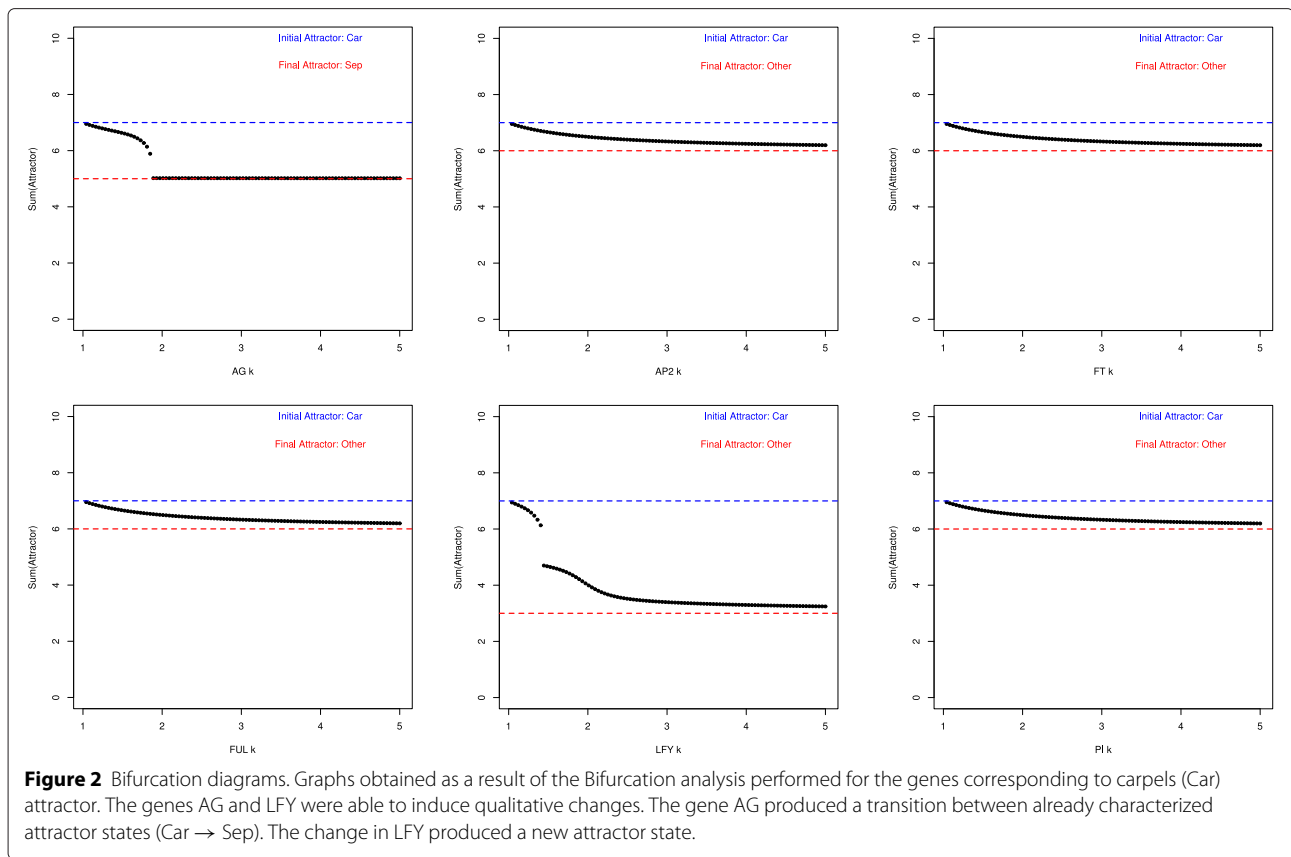 10
8
6
4
2
0
Sum(Attractor)
Initial Attractor: Car
Final Attractor: Sep
1 2 3 4 5
AG k
10
8
6
4
2
0
Sum(Attractor)
Initial Attractor: Car
Final Attractor: Other
1 2 3 4 5
AP2 k
10
8
6
4
2
0
Sum(Attractor)
Initial Attractor: Car
Final Attractor: Other
1 2 3 4 5
FT k
10
8
6
4
2
0
Sum(Attractor)
Initial Attractor: Car
Final Attractor: Other
1 2 3 4 5
FUL k
10
8
6
4
2
0
Sum(Attractor)
Initial Attractor: Car
Final Attractor: Other
1 2 3 4 5
LFY k
10
8
6
4
2
0
Sum(Attractor)
Initial Attractor: Car
Final Attractor: Other
1 2 3 4 5
PI k
Figure 2 Bifurcation diagrams. Graphs obtained as a result of the Bifurcation analysis performed for the genes corresponding to carpels (Car)
attractor. The genes AG and LFY were able to induce qualitative changes. The gene AG produced a transition between already characterized
attractor states (Car → Sep). The change in LFY produced a new attractor state.